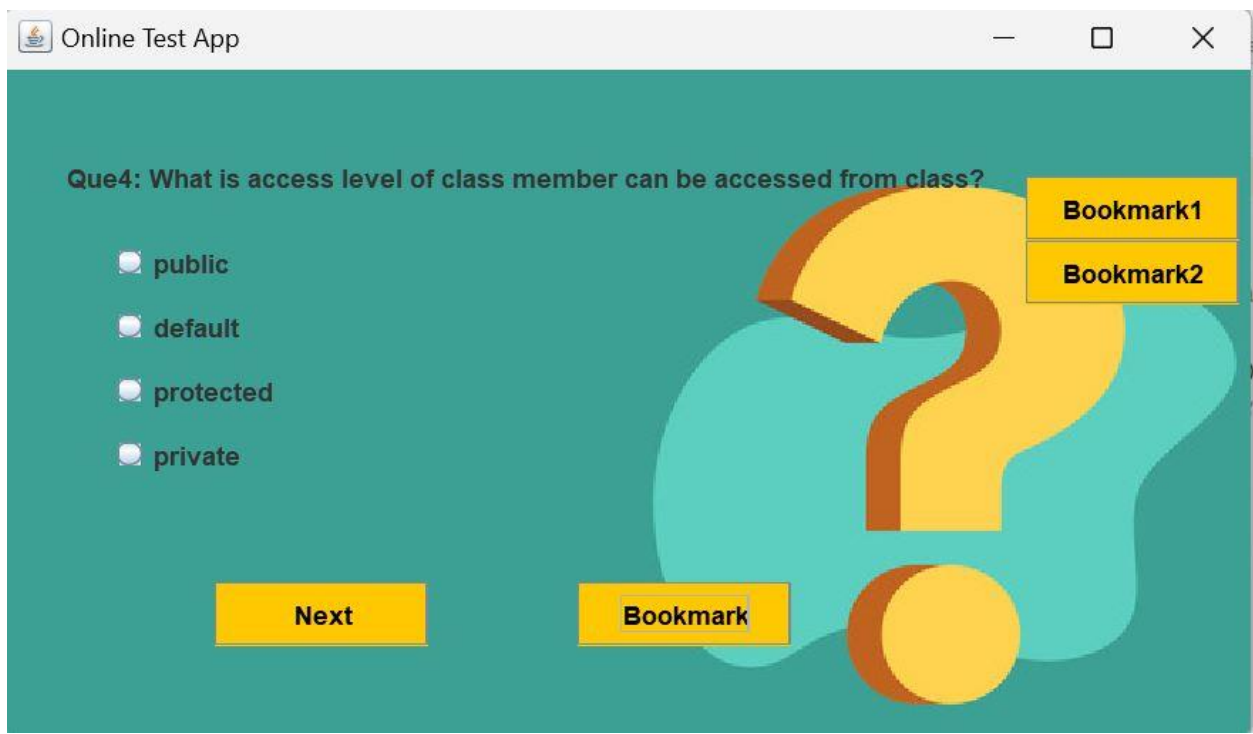 Online Test App
Que4: What is access level of class member can be accessed from class?
Bookmark1
Bookmark2
public
default
protected
private
Next
Bookmark